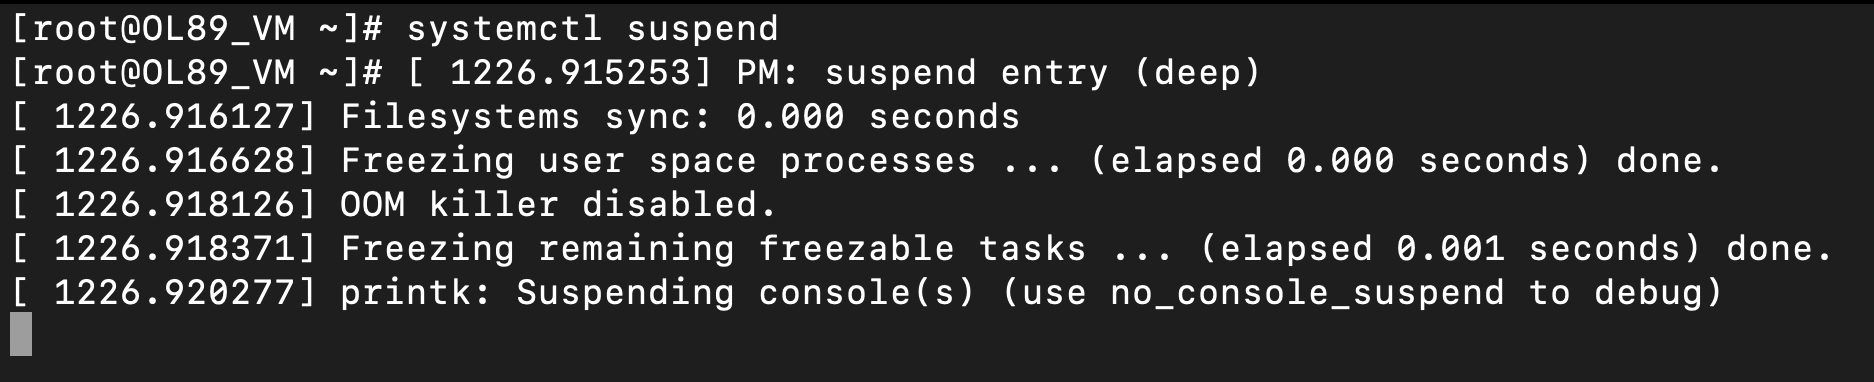 [root@OL89_VM ~]# systemctl suspend
[root@OL89_VM ~]# [ 1226.915253] PM: suspend entry (deep)
[ 1226.916127] Filesystems sync: 0.000 seconds
[ 1226.916628] Freezing user space processes ... (elapsed 0.000 seconds) done.
[ 1226.918126] OOM killer disabled.
[ 1226.918371] Freezing remaining freezable tasks ... (elapsed 0.001 seconds) done.
[ 1226.920277] printk: Suspending console(s) (use no_console_suspend to debug)